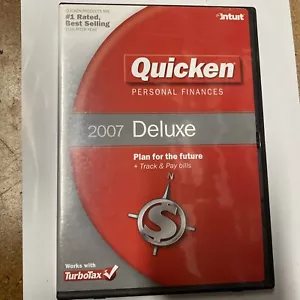 intuit
#1 Rated,
Best Selling
Quicken®
PERSONAL FINANCES
2007 Deluxe
Plan for the future
+ Track & Pay bills
S
Works with
TurboTax